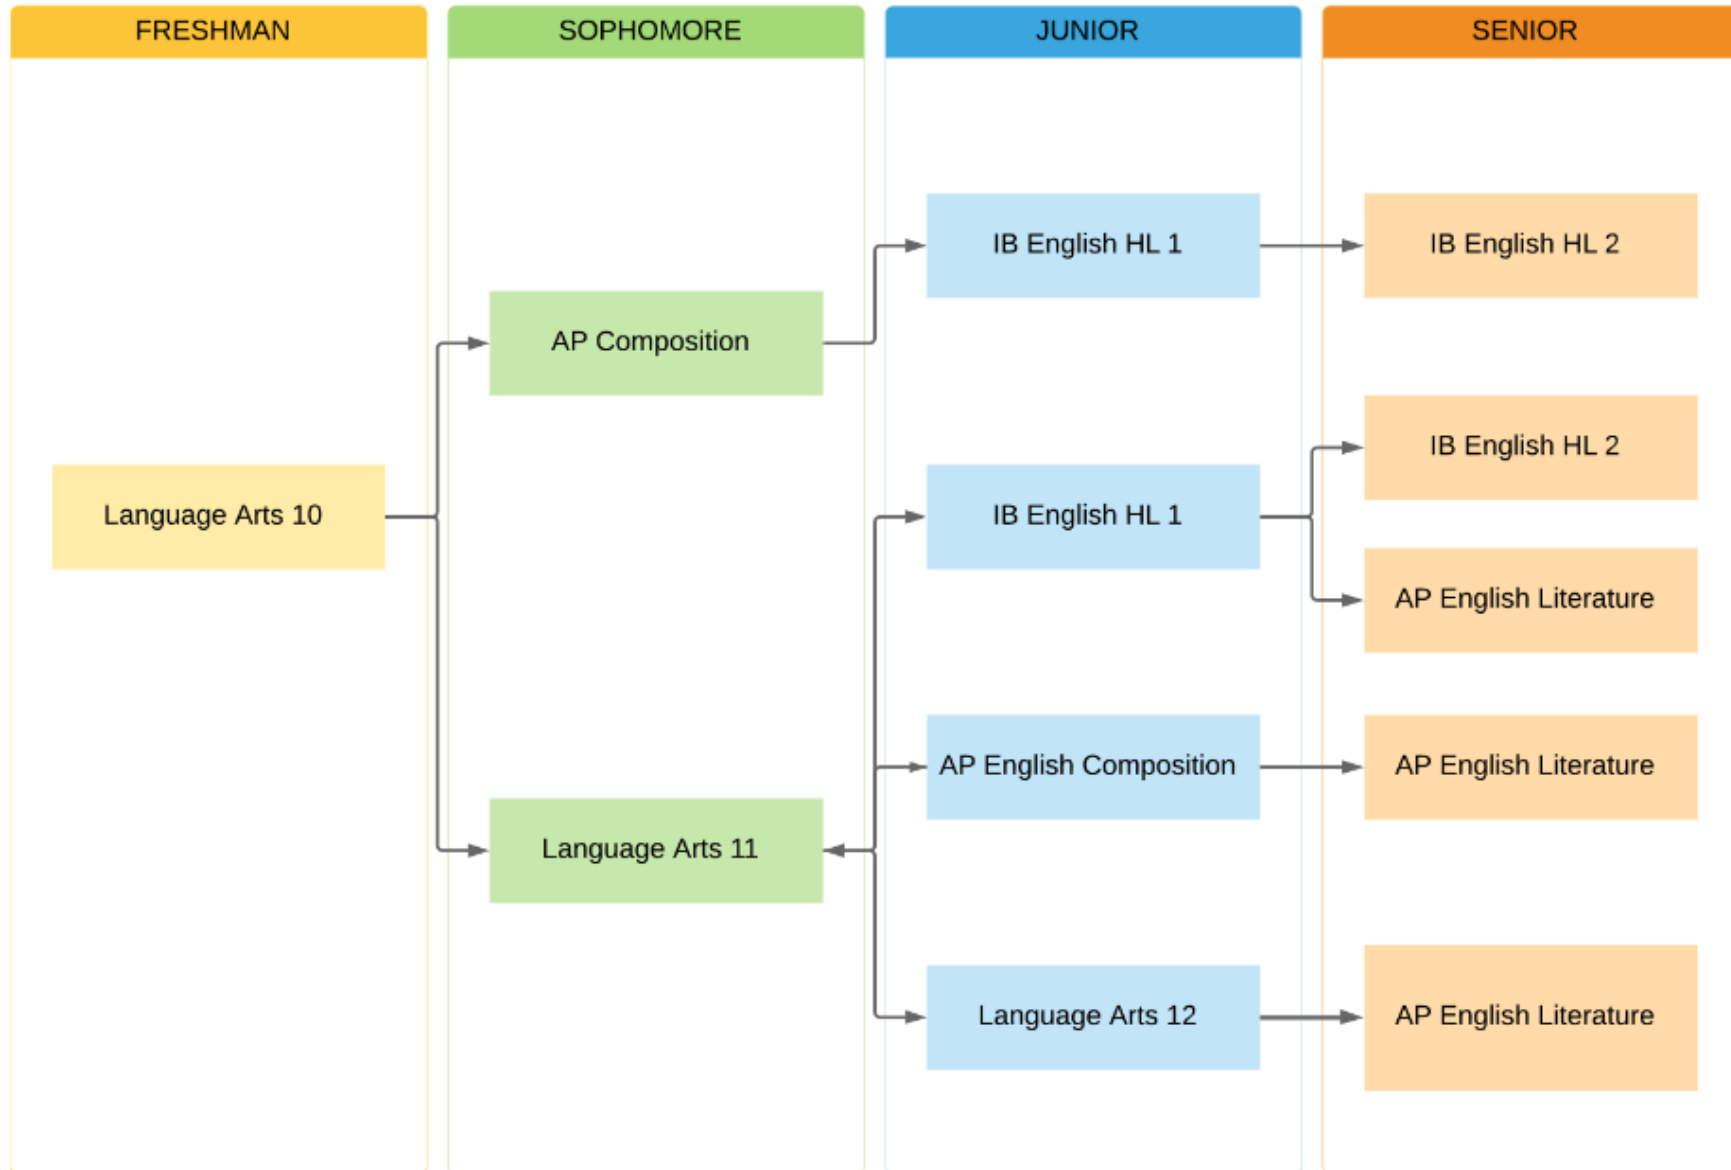 FRESHMAN
SOPHOMORE
JUNIOR
SENIOR
Language Arts 10
AP Composition
Language Arts 11
IB English HL 1
IB English HL 1
AP English Composition
Language Arts 12
IB English HL 2
IB English HL 2
AP English Literature
AP English Literature
AP English Literature